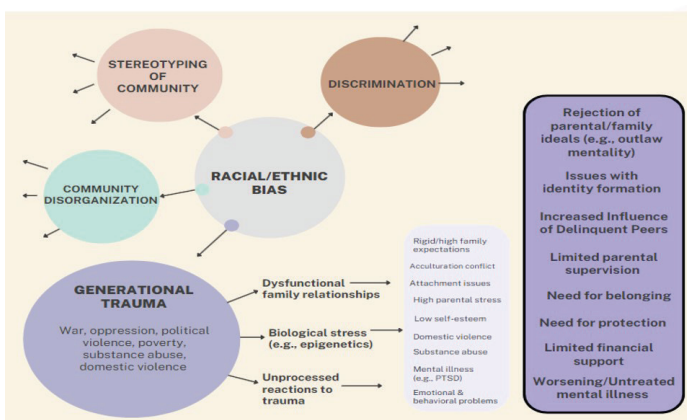 STEREOTYPING
OF
COMMUNITY
DISCRIMINATION
RACIAL/ETHNIC
BIAS
COMMUNITY
DISORGANIZATION
GENERATIONAL
TRAUMA
War, oppression, political
violence, poverty,
substance abuse,
domestic violence
Dysfunctional
family relationships
Biological stress
(e.g., epigenetics)
Unprocessed
reactions to
trauma
Rigid/high family
expectations
Acculturation conflict
Attachment issues
High parental stress
Low self-esteem
Domestic violence
Substance abuse
Mental illness
(e.g., PTSD)
Emotional &
behavioral problems
Rejection of
parental/family
ideals (e.g., outlaw
mentality)
Issues with
identity formation
Increased Influence
of Delinquent Peers
Limited parental
supervision
Need for belonging
Need for protection
Limited financial
support
Worsening/Untreated
mental illness